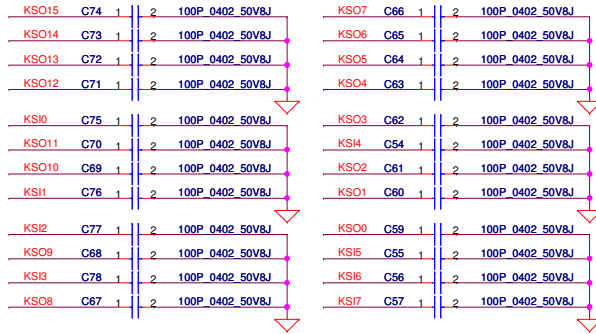 KSO15 C74 1 2 100P_0402_50V8J
KSO14 C73 1 2 100P_0402_50V8J
KSO13 C72 1 2 100P_0402_50V8J
KSO12 C71 1 2 100P_0402_50V8J
KSI0 C75 1 2 100P_0402_50V8J
KSO11 C70 1 2 100P_0402_50V8J
KSO10 C69 1 2 100P_0402_50V8J
KSI1 C76 1 2 100P_0402_50V8J
KSI2 C77 1 2 100P_0402_50V8J
KSO9 C68 1 2 100P_0402_50V8J
KSI3 C78 1 2 100P_0402_50V8J
KSO8 C67 1 2 100P_0402_50V8J
KSO7 C66 1 2 100P_0402_50V8J
KSO6 C65 1 2 100P_0402_50V8J
KSO5 C64 1 2 100P_0402_50V8J
KSO4 C63 1 2 100P_0402_50V8J
KSO3 C62 1 2 100P_0402_50V8J
KSI4 C54 1 2 100P_0402_50V8J
KSO2 C61 1 2 100P_0402_50V8J
KSO1 C60 1 2 100P_0402_50V8J
KSO0 C59 1 2 100P_0402_50V8J
KSI5 C55 1 2 100P_0402_50V8J
KSI6 C56 1 2 100P_0402_50V8J
KSI7 C57 1 2 100P_0402_50V8J